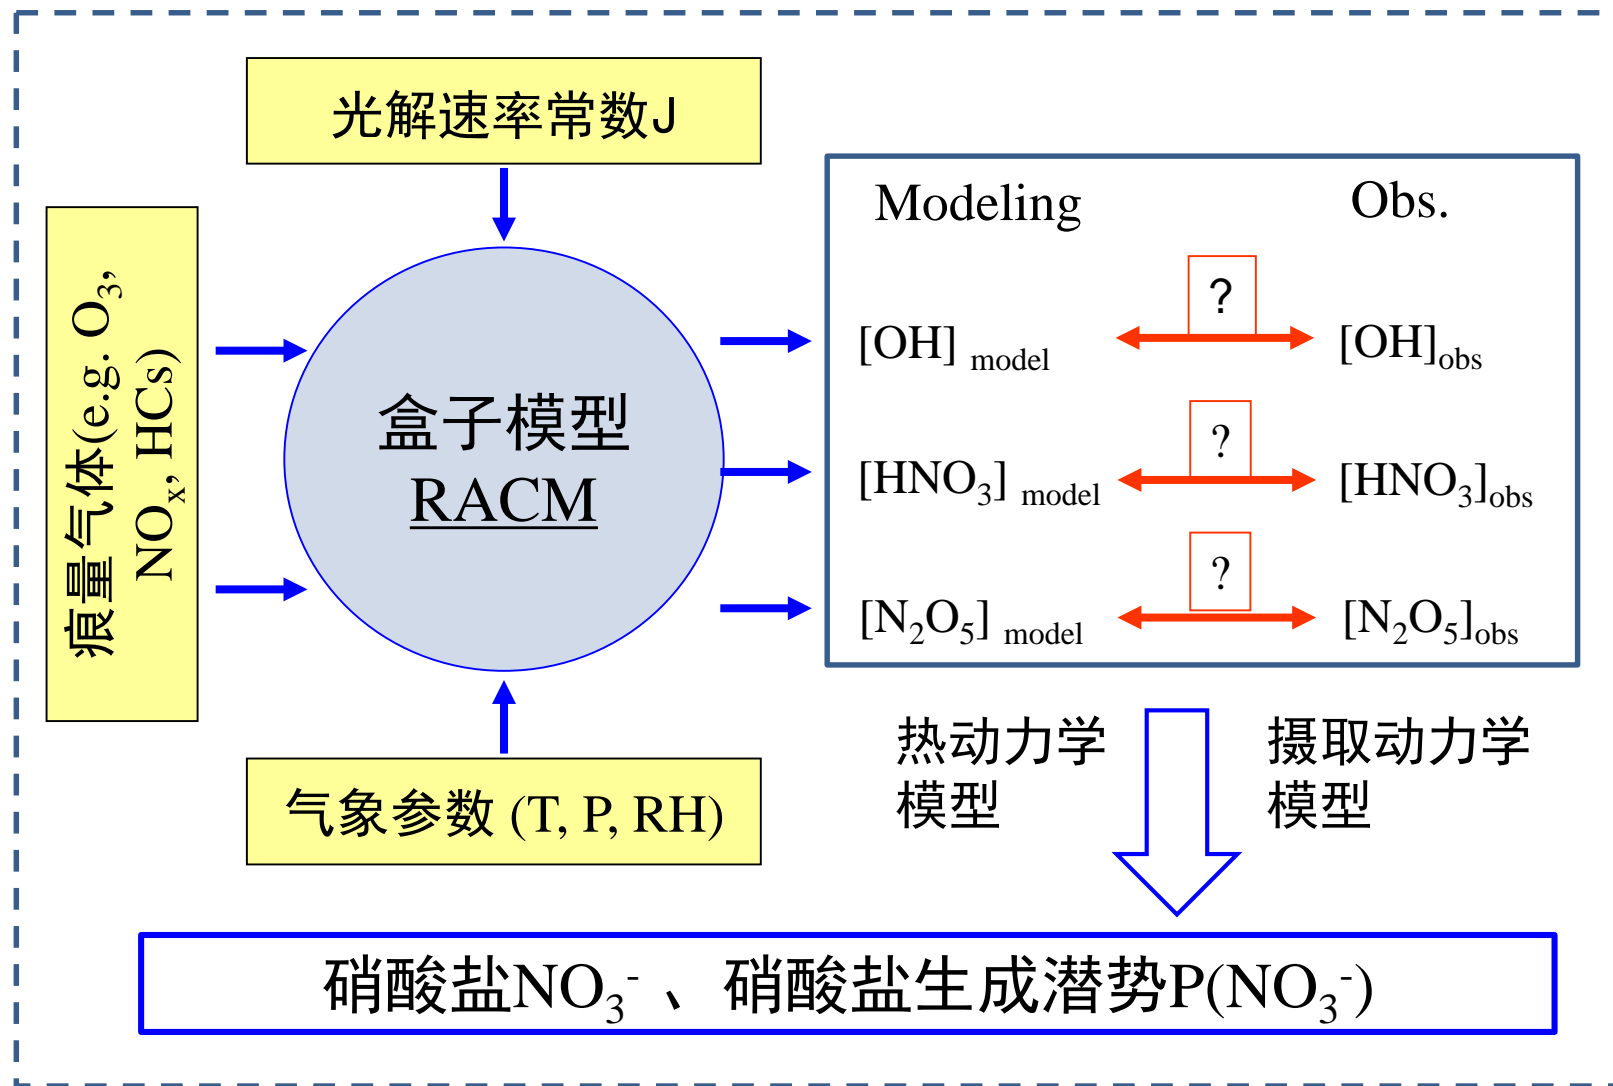 光解速率常数J
痕量气体(e.g. O₃,
NOₓ, HCs)
盒子模型
RACM
气象参数 (T, P, RH)
Modeling Obs.
[OH] model ? [OH]obs
[HNO₃] model ? [HNO₃]obs
[N₂O₅] model ? [N₂O₅]obs
热动力学
模型
摄取动力学
模型
硝酸盐NO₃⁻ 、硝酸盐生成潜势P(NO₃⁻)